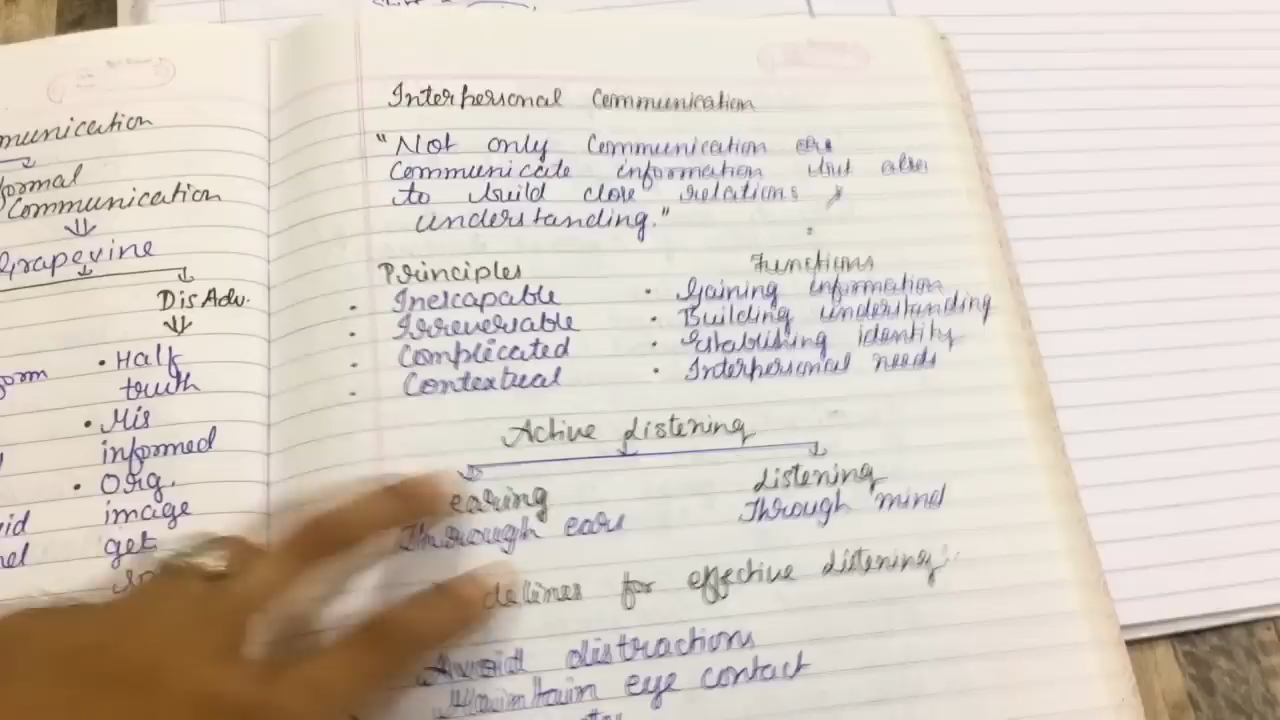 munication
formal
Communication
Grapevine
DisAdv.
• Half
truth
• Mis
informed
• Org.
image
get
Interpersonal Communication
"Not only communication are
communicate information but also
to build close relations &
understanding."
Principles
• Inescapable
• Irreversable
• Complicated
• Contextual
Functions
• Gaining information
• Building understanding
• Establishing identity
• Interpersonal needs
Active listening
earing
Through ears
listening
Through mind
delines for effective listening:
Avoid distractions
Maintain eye contact